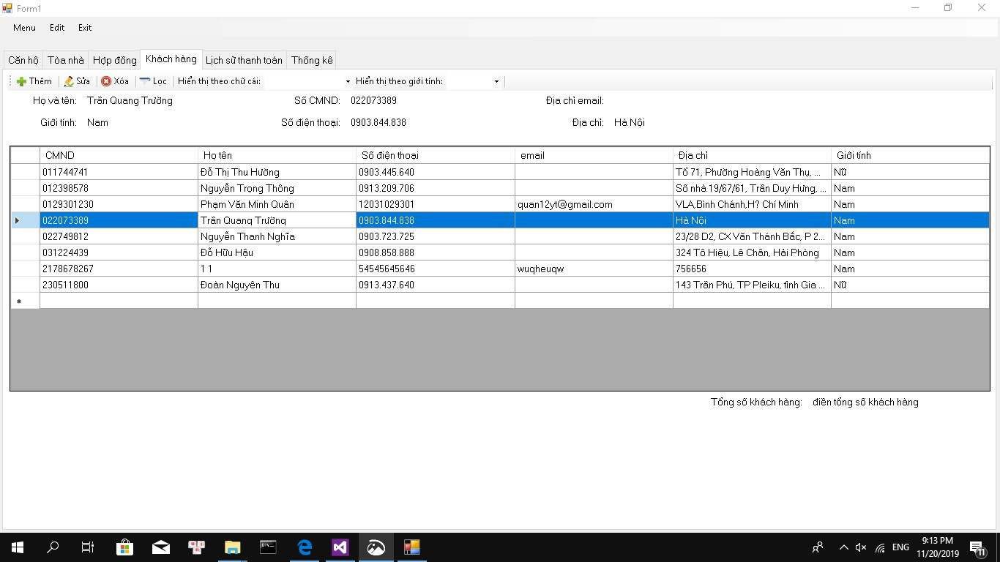 Form1
Menu Edit Exit
Căn hộ Tòa nhà Hợp đồng Khách hàng Lịch sử thanh toán Thống kê
Thêm Sửa Xóa Lọc Hiển thị theo chữ cái: Hiển thị theo giới tính:
Họ và tên: Trần Quang Trường Số CMND: 022073389 Địa chỉ email:
Giới tính: Nam Số điện thoại: 0903.844.838 Địa chỉ: Hà Nội
CMND Họ tên Số điện thoại email Địa chỉ Giới tính
011744741 Đỗ Thị Thu Hường 0903.445.640 Tổ 71, Phường Hoàng Văn Thụ, ... Nữ
012398578 Nguyễn Trọng Thông 0913.209.706 Số nhà 19/67/61, Trần Duy Hưng, ... Nam
0129301230 Phạm Văn Minh Quân 12031029301 quan12yt@gmail.com VLA,Bình Chánh,H? Chí Minh Nam
022073389 Trần Quang Trường 0903.844.838 Hà Nội Nam
022749812 Nguyễn Thanh Nghĩa 0903.723.725 23/28 D2, CX Văn Thánh Bắc, P 2... Nam
031224439 Đỗ Hữu Hậu 0908.858.888 324 Tô Hiệu, Lê Chân, Hải Phòng Nam
2178678267 1 1 54545645646 wuqheuqw 756656 Nam
230511800 Đoàn Nguyên Thu 0913.437.640 143 Trần Phú, TP Pleiku, tỉnh Gia ... Nữ
Tổng số khách hàng: điền tổng số khách hàng
ENG 9:13 PM
11/20/2019 11